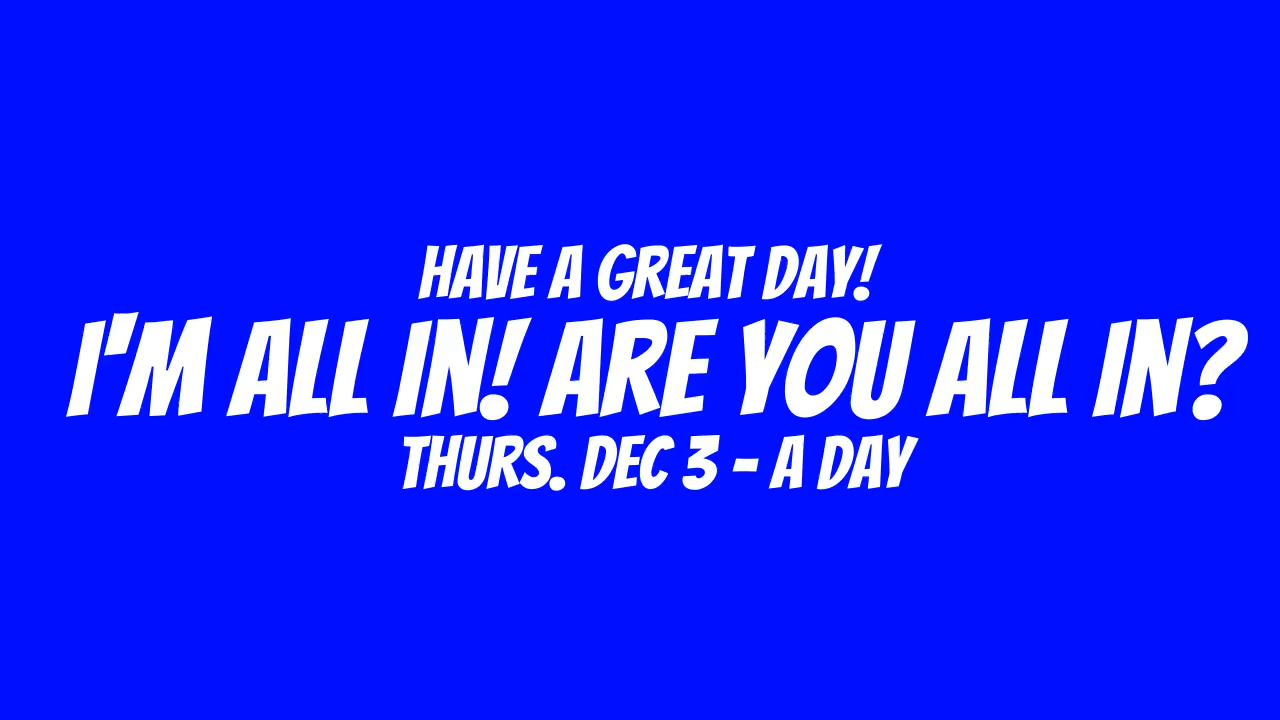 HAVE A GREAT DAY!
I'M ALL IN! ARE YOU ALL IN?
THURS. DEC 3 - A DAY